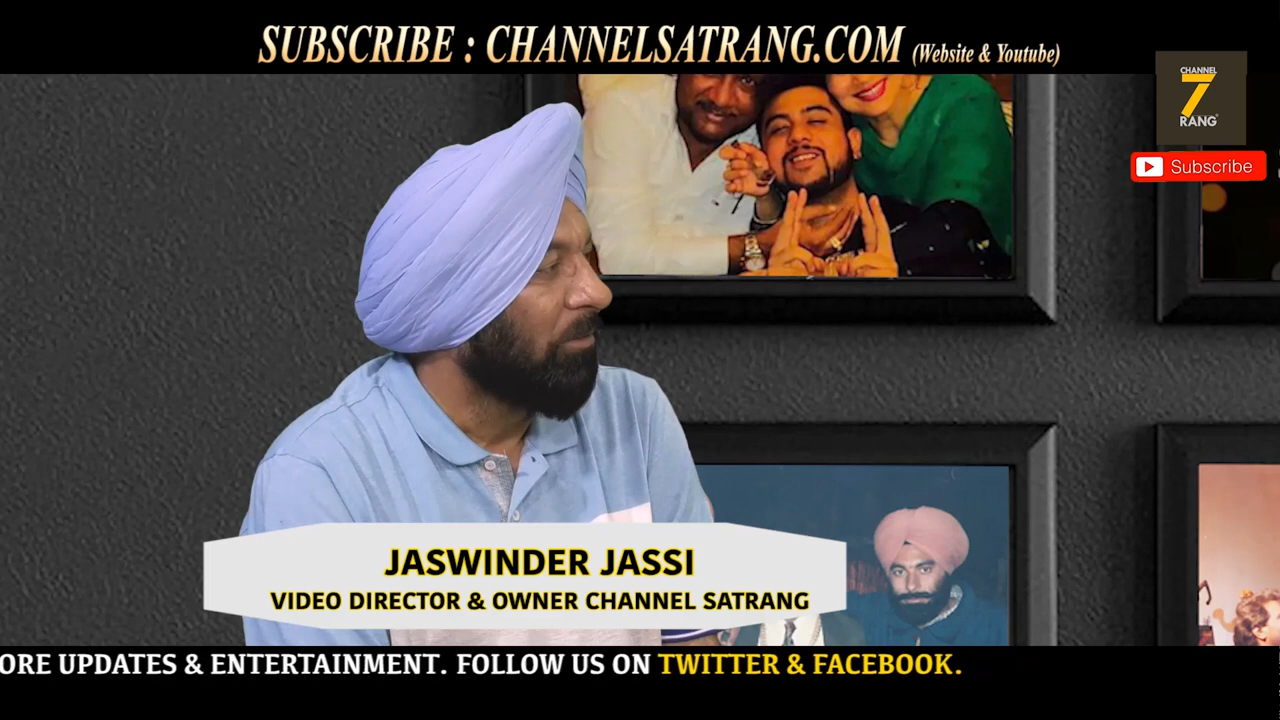 SUBSCRIBE : CHANNELSATRANG.COM (Website & Youtube)
CHANNEL
7
RANG
Subscribe
JASWINDER JASSI
VIDEO DIRECTOR & OWNER CHANNEL SATRANG
ORE UPDATES & ENTERTAINMENT. FOLLOW US ON TWITTER & FACEBOOK.